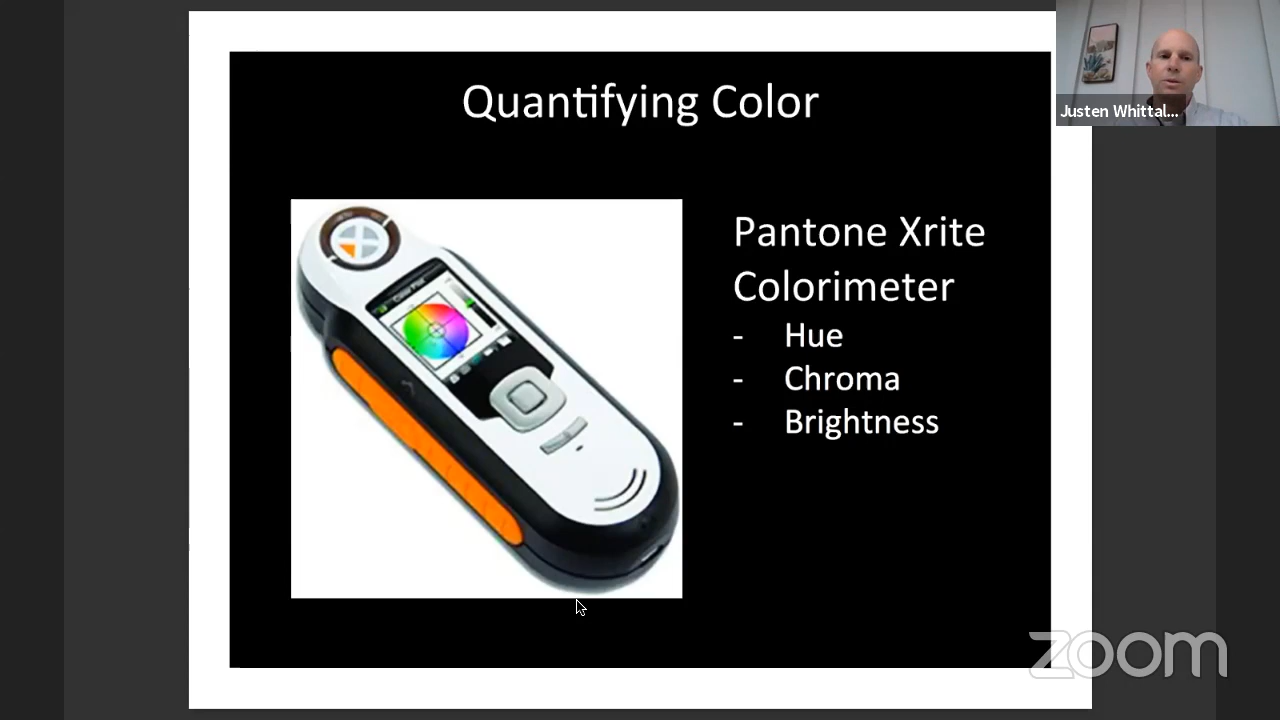 Quantifying Color
Justen Whittal...
Pantone Xrite
Colorimeter
- Hue
- Chroma
- Brightness
zoom